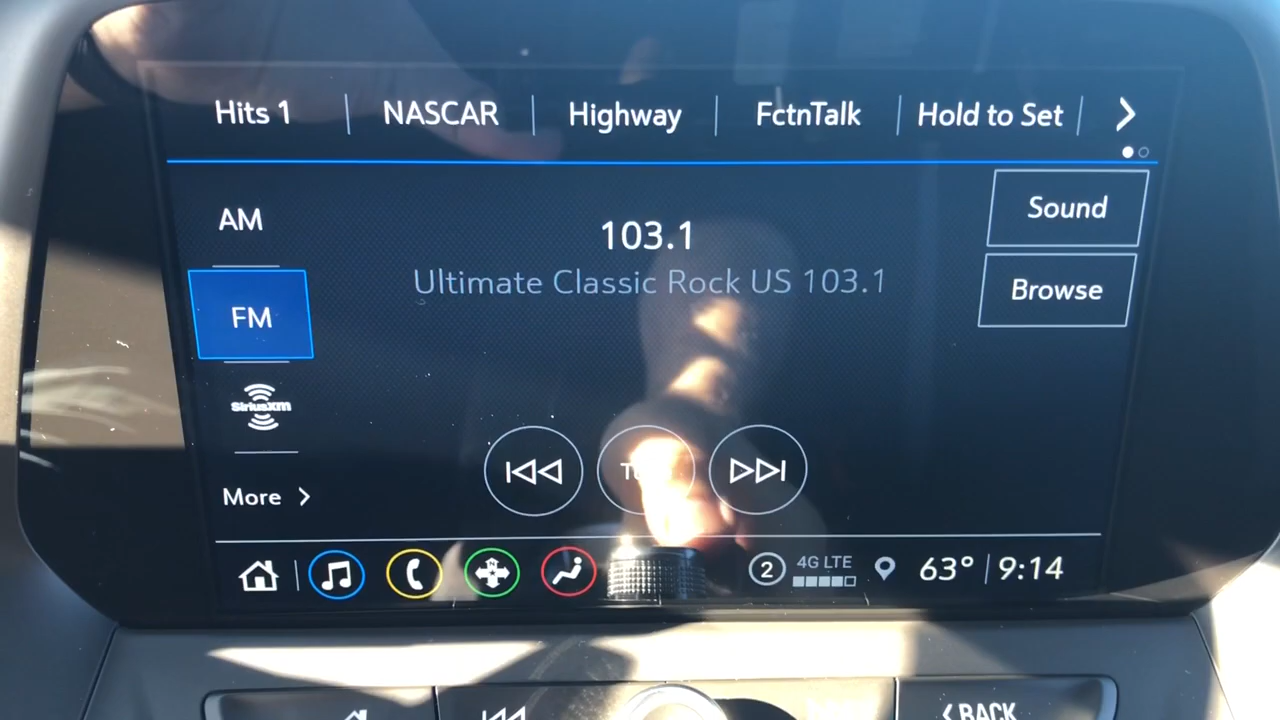 Hits 1
NASCAR
Highway
FctnTalk
Hold to Set
AM
FM
SiriusXM
More
103.1
Ultimate Classic Rock US 103.1
Sound
Browse
2
4G LTE
63°
9:14
BACK